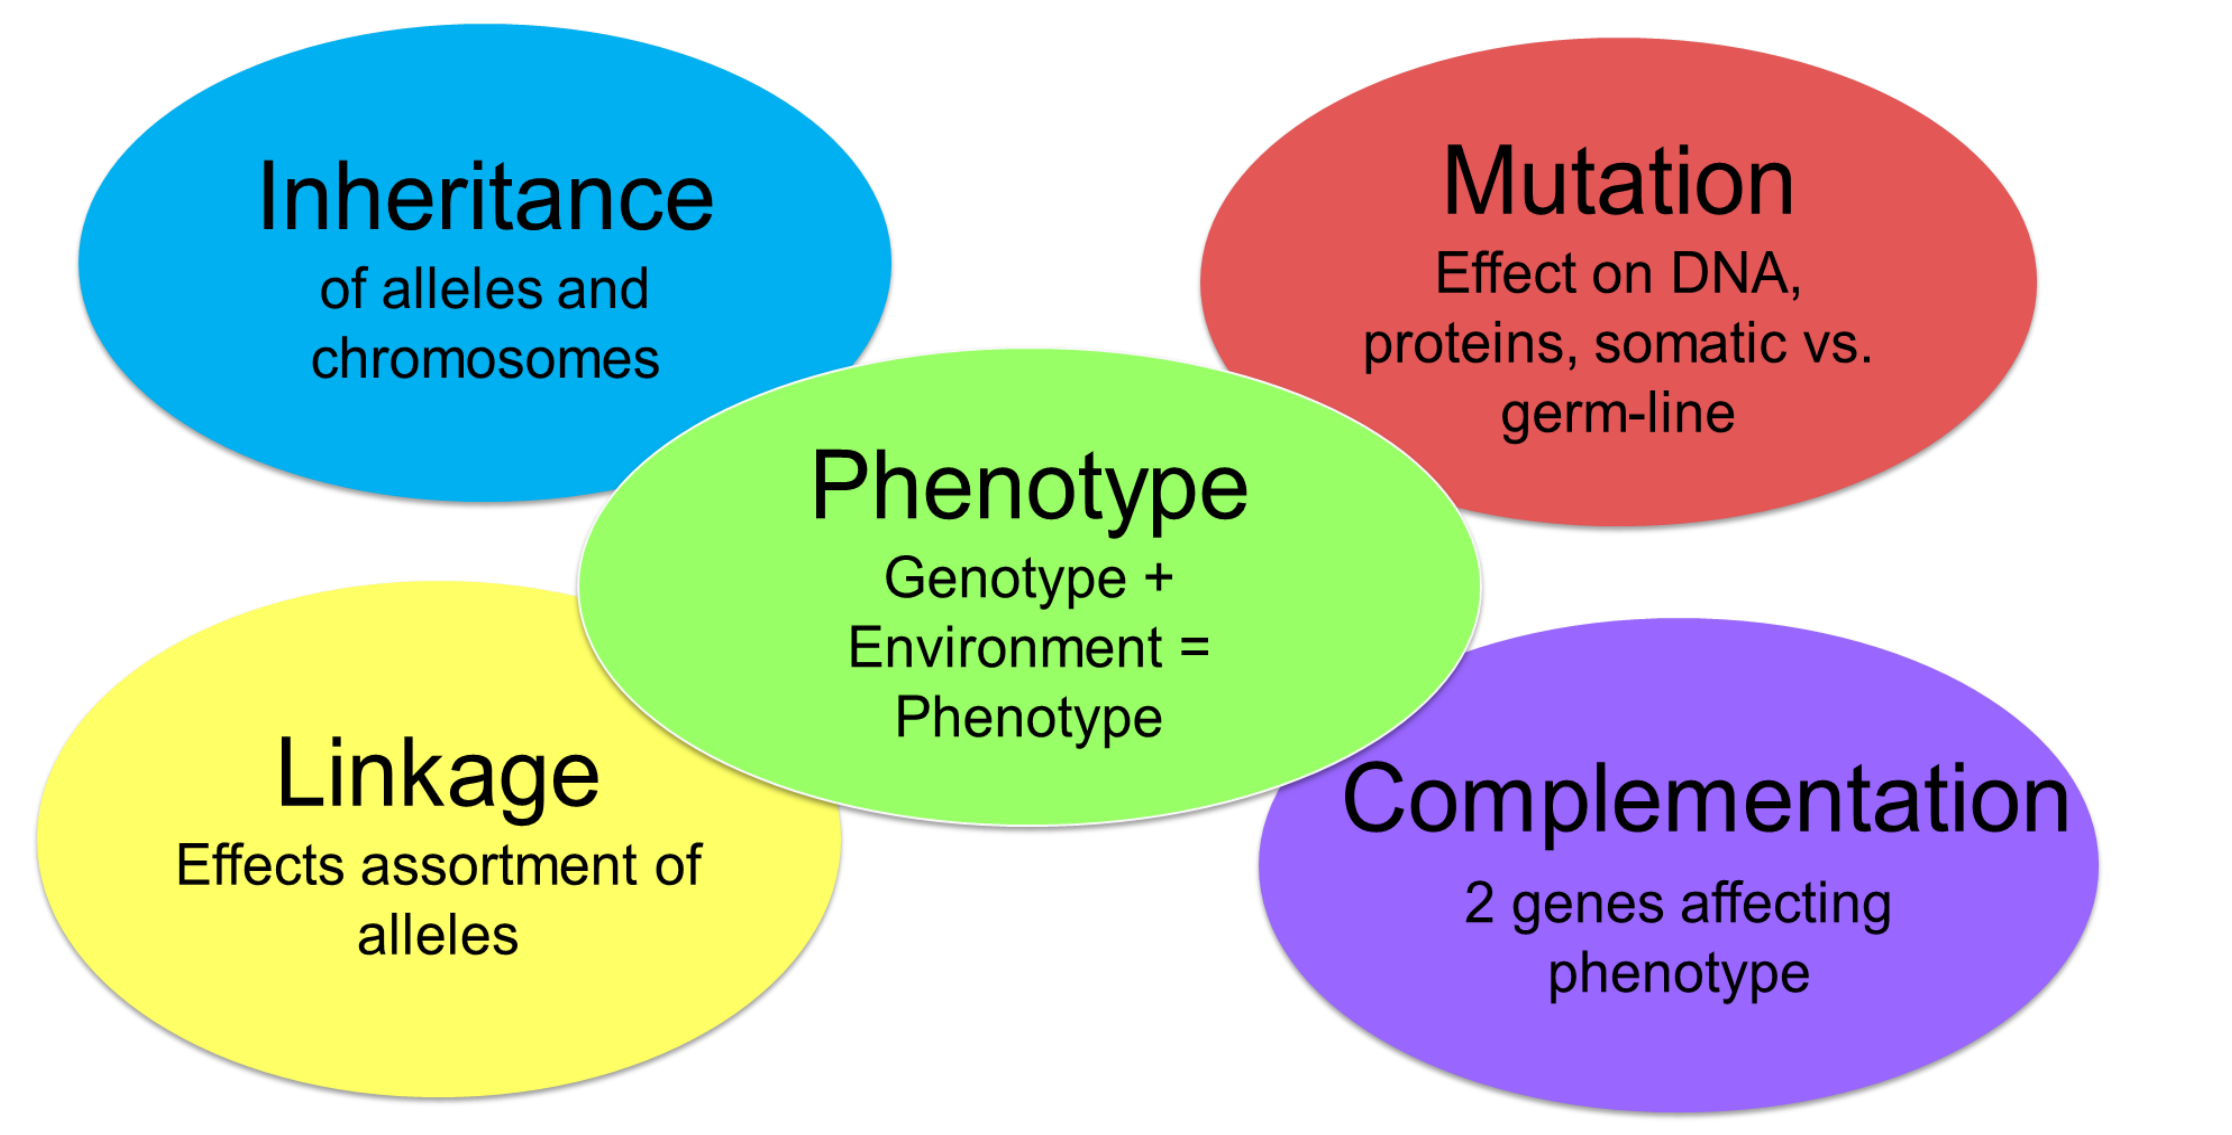 Inheritance
of alleles and
chromosomes
Mutation
Effect on DNA,
proteins, somatic vs.
germ-line
Phenotype
Genotype +
Environment =
Phenotype
Linkage
Effects assortment of
alleles
Complementation
2 genes affecting
phenotype